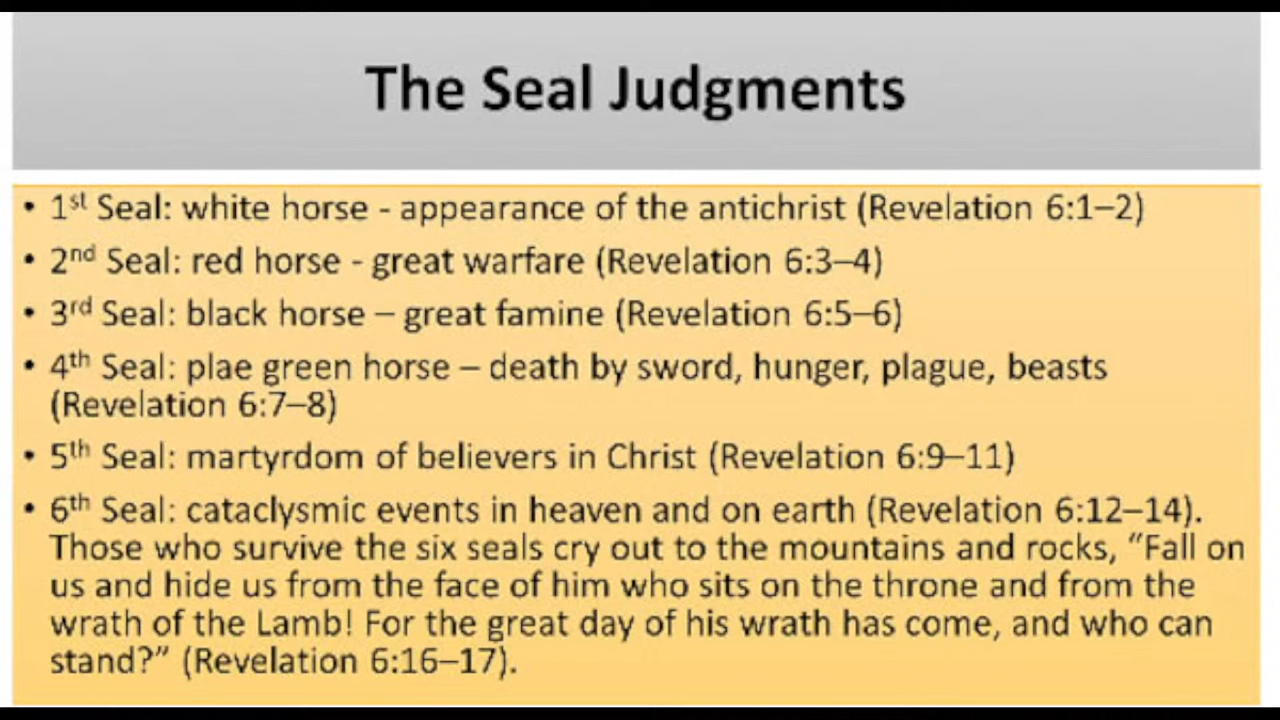 The Seal Judgments
• 1st Seal: white horse - appearance of the antichrist (Revelation 6:1–2)
• 2nd Seal: red horse - great warfare (Revelation 6:3–4)
• 3rd Seal: black horse – great famine (Revelation 6:5–6)
• 4th Seal: plae green horse – death by sword, hunger, plague, beasts
(Revelation 6:7–8)
• 5th Seal: martyrdom of believers in Christ (Revelation 6:9–11)
• 6th Seal: cataclysmic events in heaven and on earth (Revelation 6:12–14).
Those who survive the six seals cry out to the mountains and rocks, “Fall on
us and hide us from the face of him who sits on the throne and from the
wrath of the Lamb! For the great day of his wrath has come, and who can
stand?” (Revelation 6:16–17).